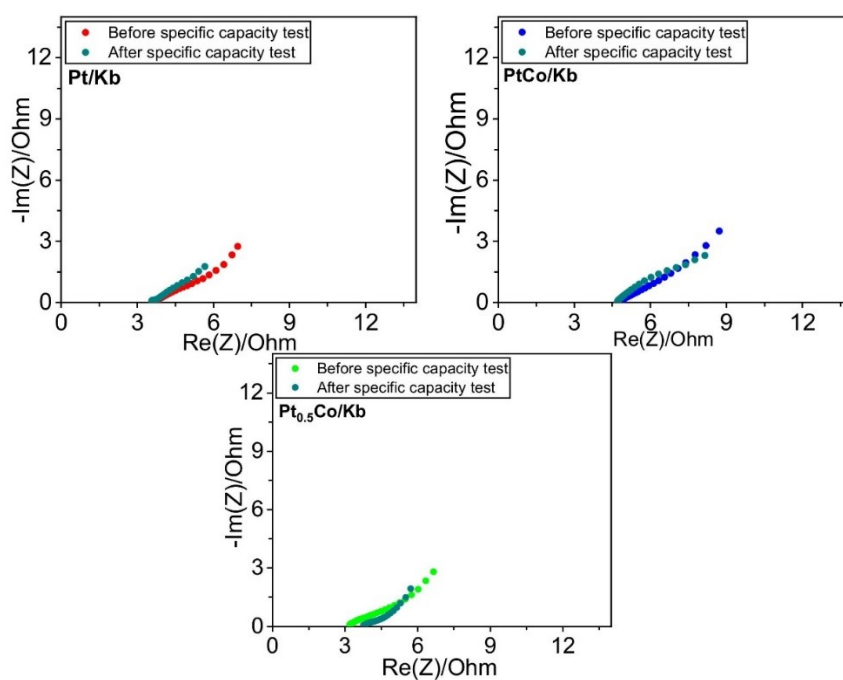 Before specific capacity test
After specific capacity test
Pt/Kb
-Im(Z)/Ohm
12
9
6
3
0
0 3 6 9 12
Re(Z)/Ohm
Before specific capacity test
After specific capacity test
PtCo/Kb
-Im(Z)/Ohm
12
9
6
3
0
0 3 6 9 12
Re(Z)/Ohm
Before specific capacity test
After specific capacity test
Pt₀.₅Co/Kb
-Im(Z)/Ohm
12
9
6
3
0
0 3 6 9 12
Re(Z)/Ohm